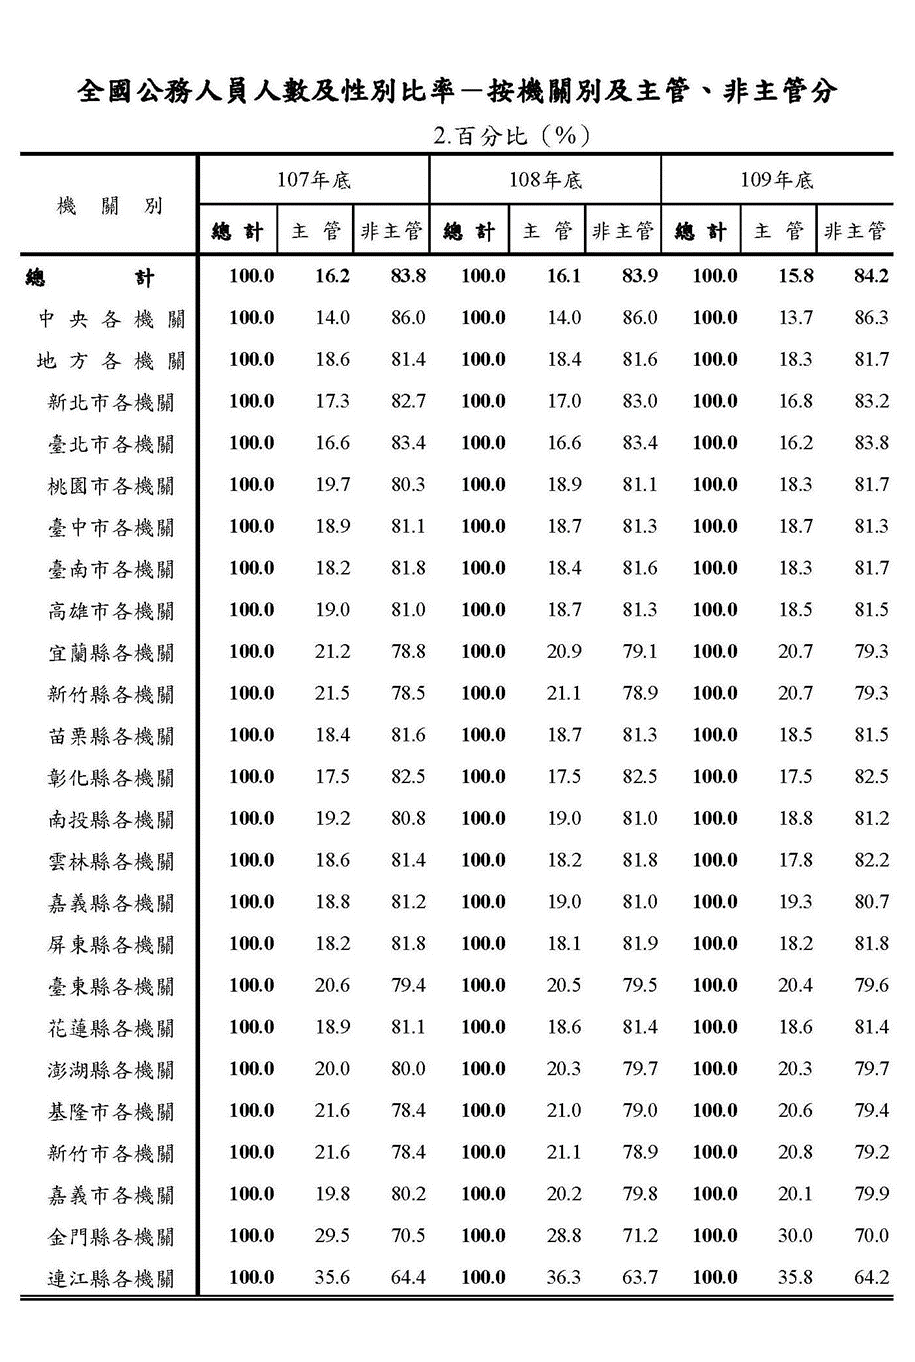 全國公務人員人數及性別比率－按機關別及主管、非主管分
2.百分比（%）
機 關 別 107年底 108年底 109年底
總 計 主 管 非主管 總 計 主 管 非主管 總 計 主 管 非主管
總 計 100.0 16.2 83.8 100.0 16.1 83.9 100.0 15.8 84.2
中 央 各 機 關 100.0 14.0 86.0 100.0 14.0 86.0 100.0 13.7 86.3
地 方 各 機 關 100.0 18.6 81.4 100.0 18.4 81.6 100.0 18.3 81.7
新北市各機關 100.0 17.3 82.7 100.0 17.0 83.0 100.0 16.8 83.2
臺北市各機關 100.0 16.6 83.4 100.0 16.6 83.4 100.0 16.2 83.8
桃園市各機關 100.0 19.7 80.3 100.0 18.9 81.1 100.0 18.3 81.7
臺中市各機關 100.0 18.9 81.1 100.0 18.7 81.3 100.0 18.7 81.3
臺南市各機關 100.0 18.2 81.8 100.0 18.4 81.6 100.0 18.3 81.7
高雄市各機關 100.0 19.0 81.0 100.0 18.7 81.3 100.0 18.5 81.5
宜蘭縣各機關 100.0 21.2 78.8 100.0 20.9 79.1 100.0 20.7 79.3
新竹縣各機關 100.0 21.5 78.5 100.0 21.1 78.9 100.0 20.7 79.3
苗栗縣各機關 100.0 18.4 81.6 100.0 18.7 81.3 100.0 18.5 81.5
彰化縣各機關 100.0 17.5 82.5 100.0 17.5 82.5 100.0 17.5 82.5
南投縣各機關 100.0 19.2 80.8 100.0 19.0 81.0 100.0 18.8 81.2
雲林縣各機關 100.0 18.6 81.4 100.0 18.2 81.8 100.0 17.8 82.2
嘉義縣各機關 100.0 18.8 81.2 100.0 19.0 81.0 100.0 19.3 80.7
屏東縣各機關 100.0 18.2 81.8 100.0 18.1 81.9 100.0 18.2 81.8
臺東縣各機關 100.0 20.6 79.4 100.0 20.5 79.5 100.0 20.4 79.6
花蓮縣各機關 100.0 18.9 81.1 100.0 18.6 81.4 100.0 18.6 81.4
澎湖縣各機關 100.0 20.0 80.0 100.0 20.3 79.7 100.0 20.3 79.7
基隆市各機關 100.0 21.6 78.4 100.0 21.0 79.0 100.0 20.6 79.4
新竹市各機關 100.0 21.6 78.4 100.0 21.1 78.9 100.0 20.8 79.2
嘉義市各機關 100.0 19.8 80.2 100.0 20.2 79.8 100.0 20.1 79.9
金門縣各機關 100.0 29.5 70.5 100.0 28.8 71.2 100.0 30.0 70.0
連江縣各機關 100.0 35.6 64.4 100.0 36.3 63.7 100.0 35.8 64.2